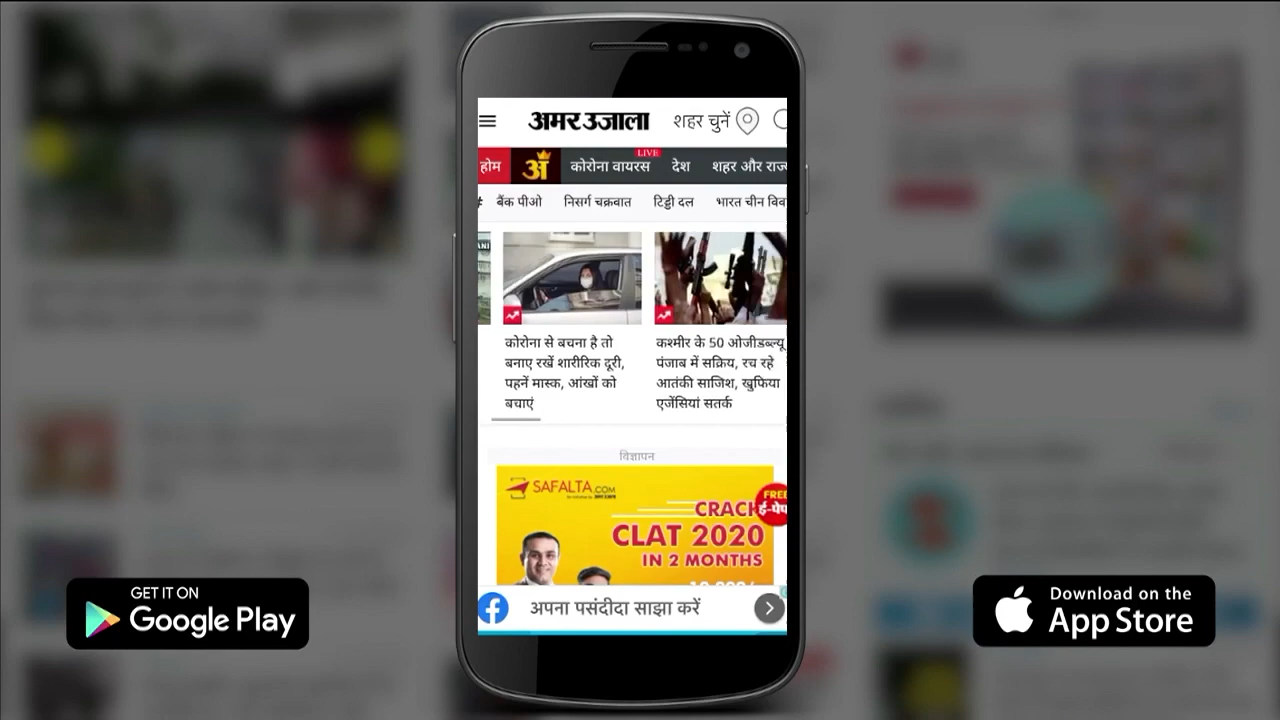 अमर उजाला
शहर चुनें
LIVE
होम
अ
कोरोना वायरस
देश
शहर और राज्य
#
बैंक पीओ
निसर्ग चक्रवात
टिड्डी दल
भारत चीन विवा
ANI
कोरोना से बचना है तो
बनाए रखें शारीरिक दूरी,
पहनें मास्क, आंखों को
बचाएं
कश्मीर के 50 ओजीडब्ल्यू
पंजाब में सक्रिय, रच रहे
आतंकी साजिश, खुफिया
एजेंसियां सतर्क
विज्ञापन
SAFALTA.COM
CRACK
CLAT 2020
IN 2 MONTHS
FREE
ई-पेप
अपना पसंदीदा साझा करें
GET IT ON
Google Play
Download on the
App Store